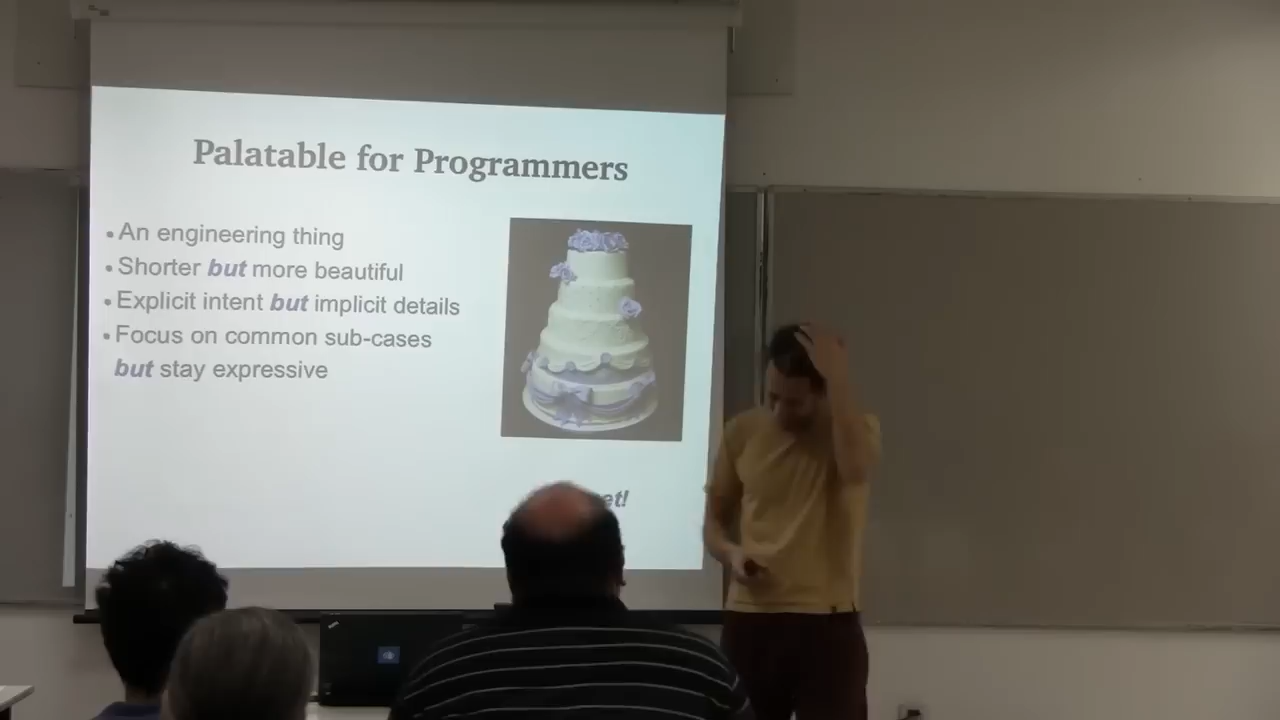 Palatable for Programmers
• An engineering thing
• Shorter but more beautiful
• Explicit intent but implicit details
• Focus on common sub-cases
but stay expressive